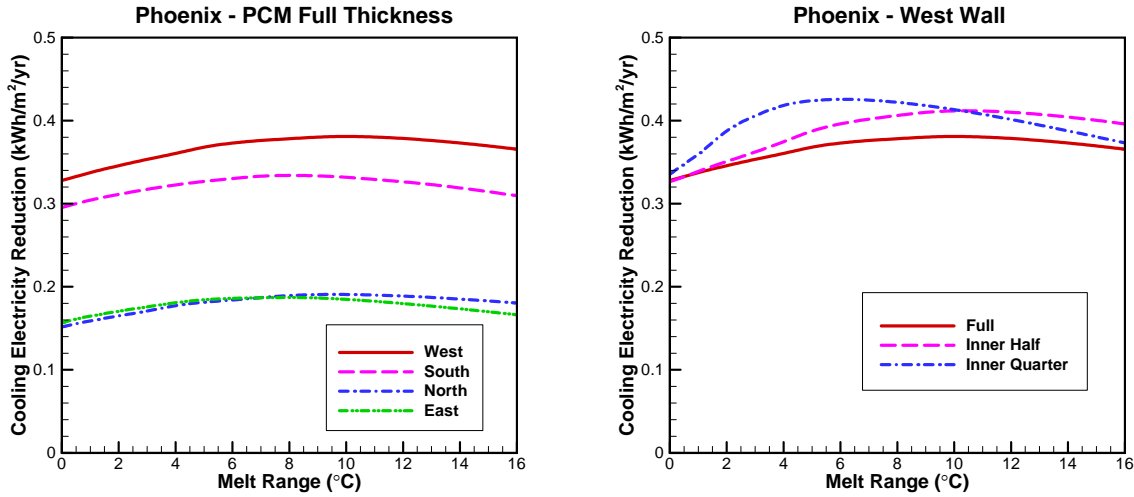 Phoenix - PCM Full Thickness
Cooling Electricity Reduction (kWh/m²/yr)
0.5
0.4
0.3
0.2
0.1
0
West
South
North
East
0 2 4 6 8 10 12 14 16
Melt Range (°C)
Phoenix - West Wall
Cooling Electricity Reduction (kWh/m²/yr)
0.5
0.4
0.3
0.2
0.1
0
Full
Inner Half
Inner Quarter
0 2 4 6 8 10 12 14 16
Melt Range (°C)